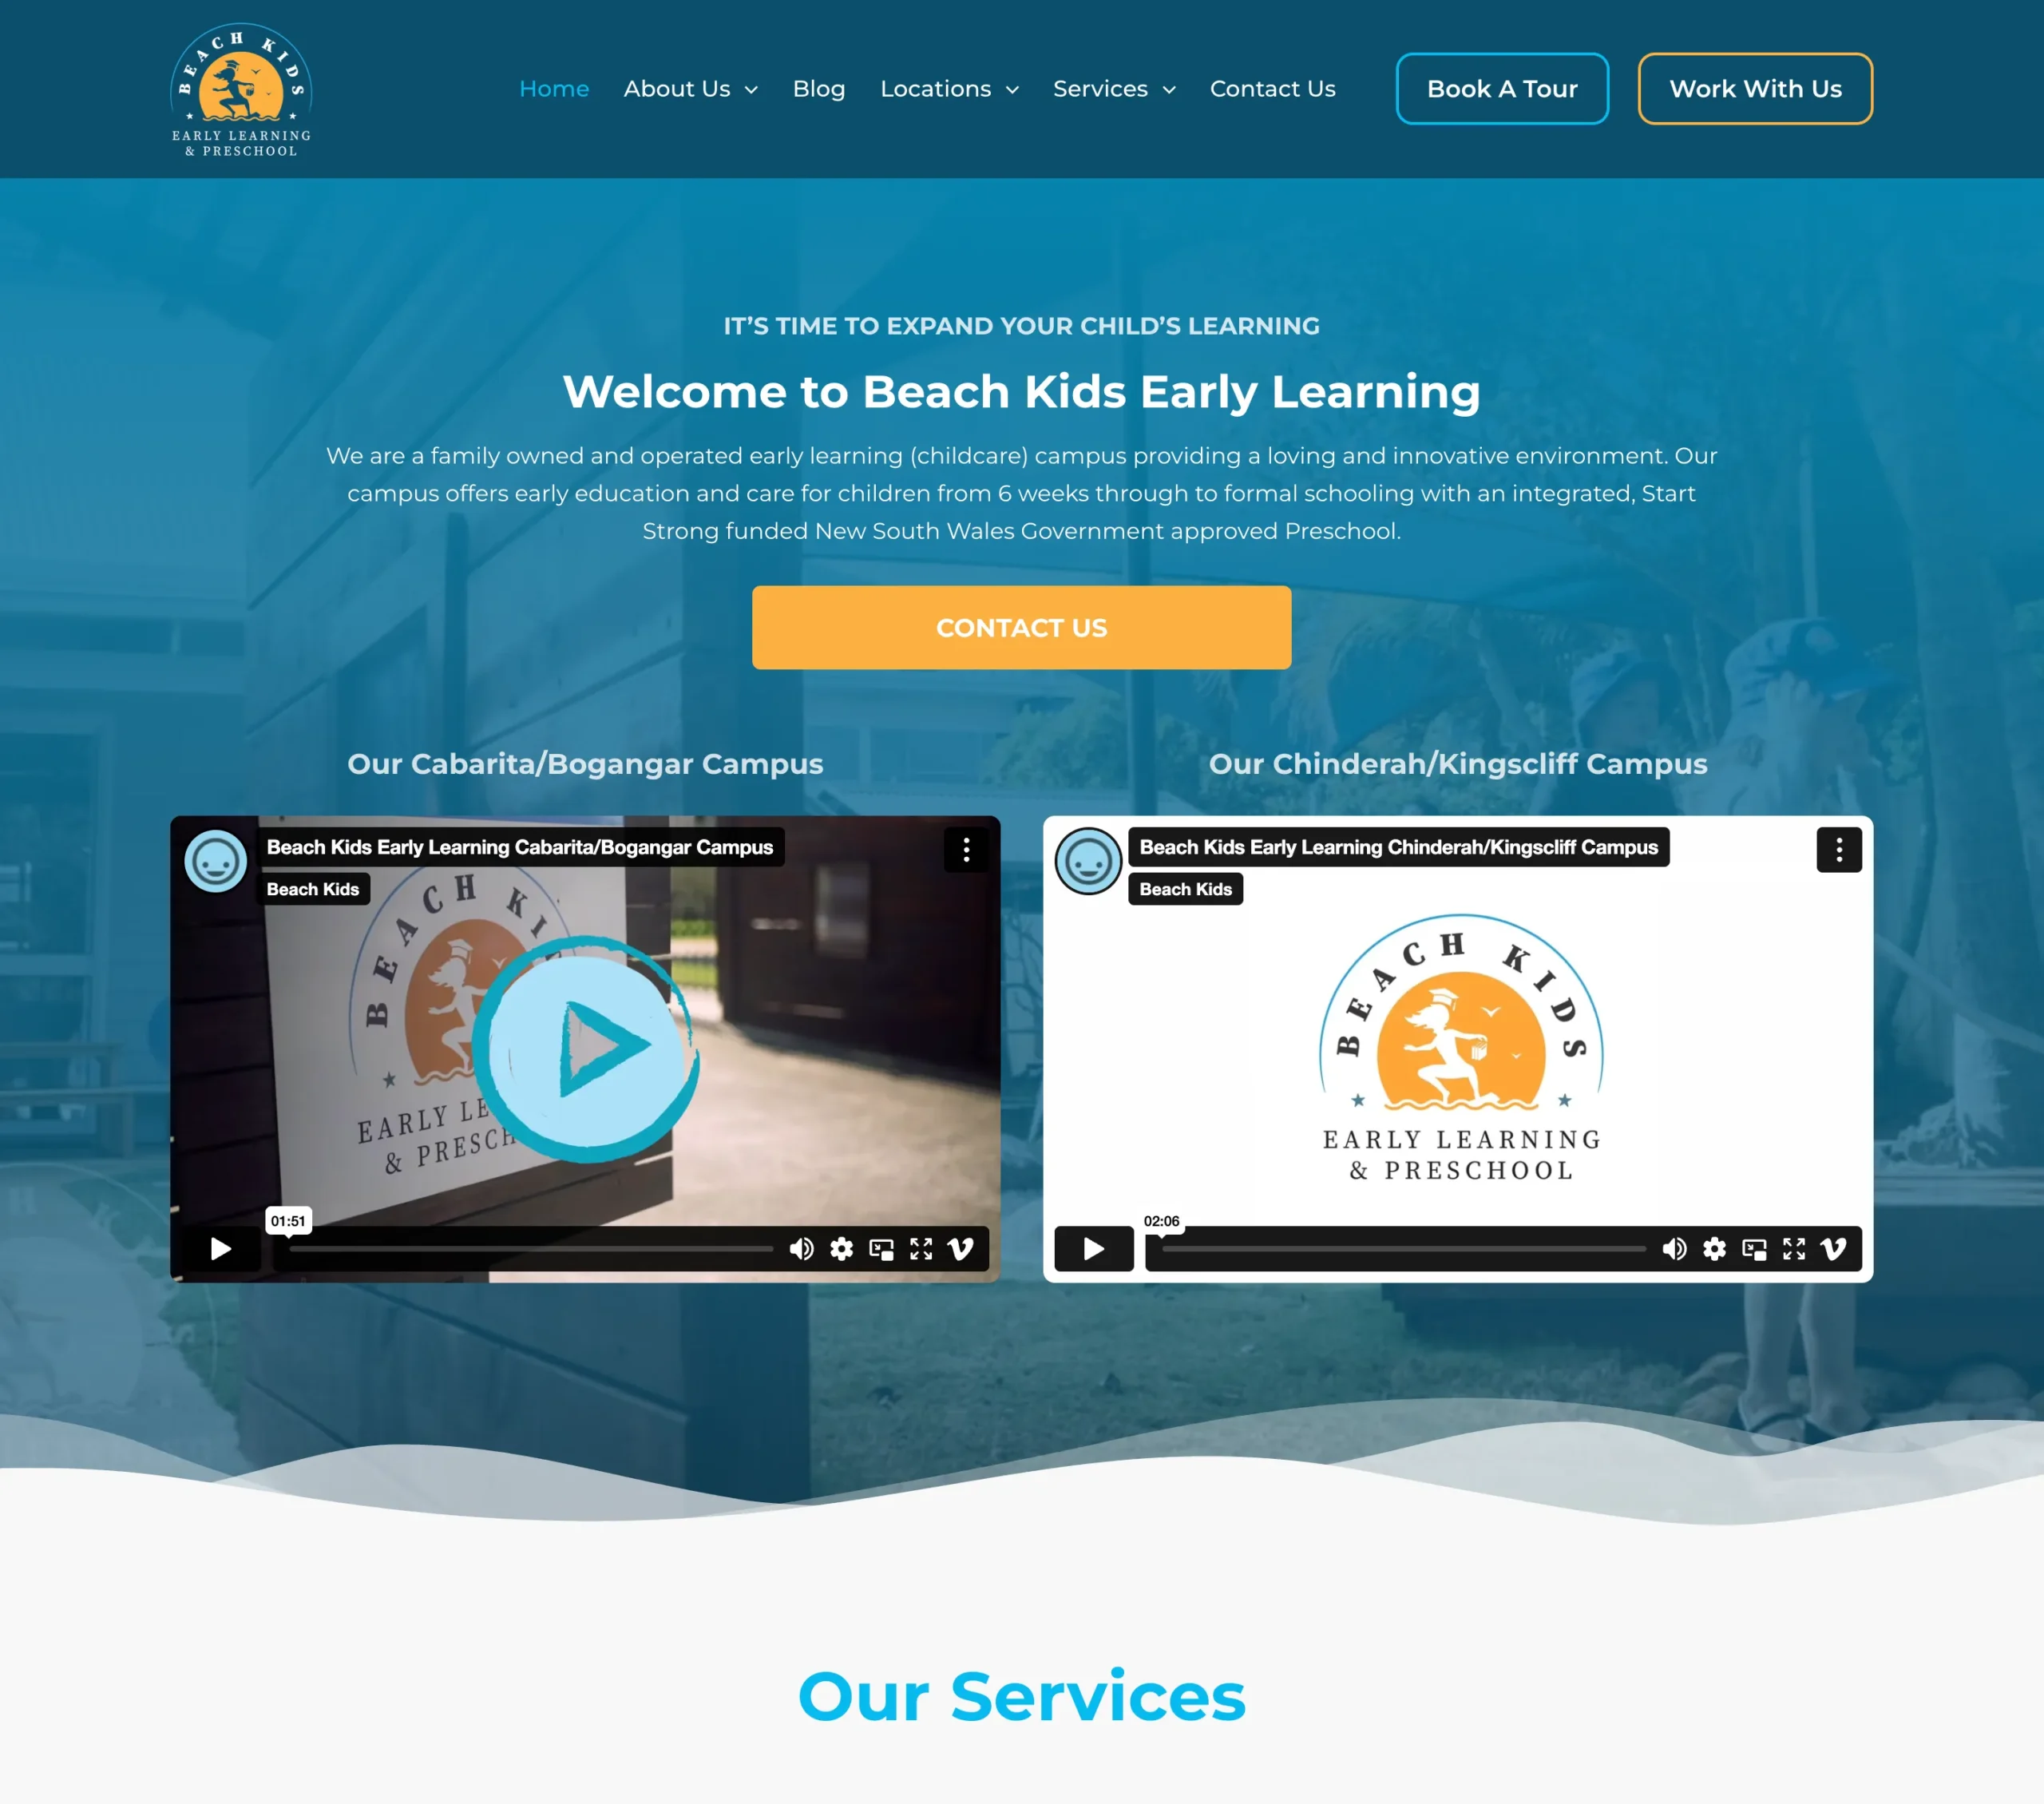 BEACH KIDS
EARLY LEARNING
& PRESCHOOL
Home
About Us
Blog
Locations
Services
Contact Us
Book A Tour
Work With Us
IT’S TIME TO EXPAND YOUR CHILD’S LEARNING
Welcome to Beach Kids Early Learning
We are a family owned and operated early learning (childcare) campus providing a loving and innovative environment. Our
campus offers early education and care for children from 6 weeks through to formal schooling with an integrated, Start
Strong funded New South Wales Government approved Preschool.
CONTACT US
Our Cabarita/Bogangar Campus
Beach Kids Early Learning Cabarita/Bogangar Campus
Beach Kids
BEACH KI
EARLY LE
& PRESCH
01:51
Our Chinderah/Kingscliff Campus
Beach Kids Early Learning Chinderah/Kingscliff Campus
Beach Kids
BEACH KIDS
EARLY LEARNING
& PRESCHOOL
02:06
Our Services